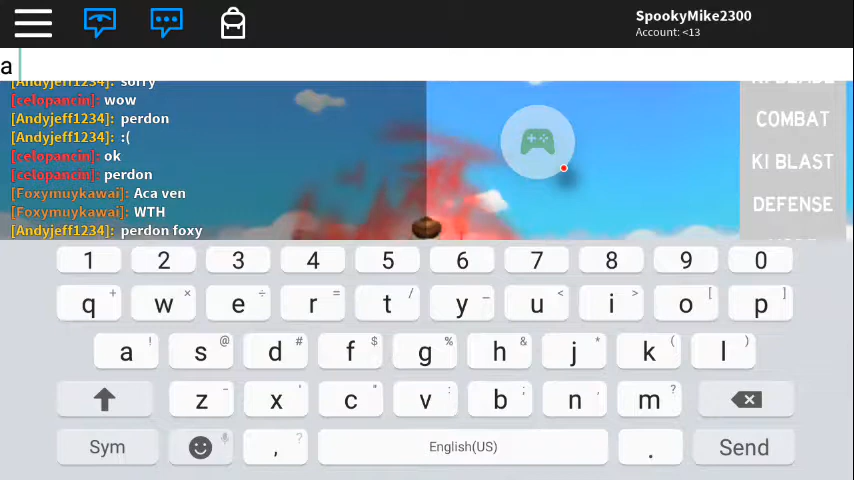 SpookyMike2300
Account: <13
a
[Andyjeff1234]: sorry
[celopancin]: wow
[Andyjeff1234]: perdon
[Andyjeff1234]: :(
[celopancin]: ok
[celopancin]: perdon
[Foxymuykawai]: Aca ven
[Foxymuykawai]: WTH
[Andyjeff1234]: perdon foxy
COMBAT
KI BLAST
DEFENSE
1 2 3 4 5 6 7 8 9 0
q + w × e ÷ r = t / y _ u < i > o [ p ]
a ! s @ d # f $ g % h & j * k ( l )
z - x ' c " v : b ; n , m ?
Sym , ? English(US) . Send